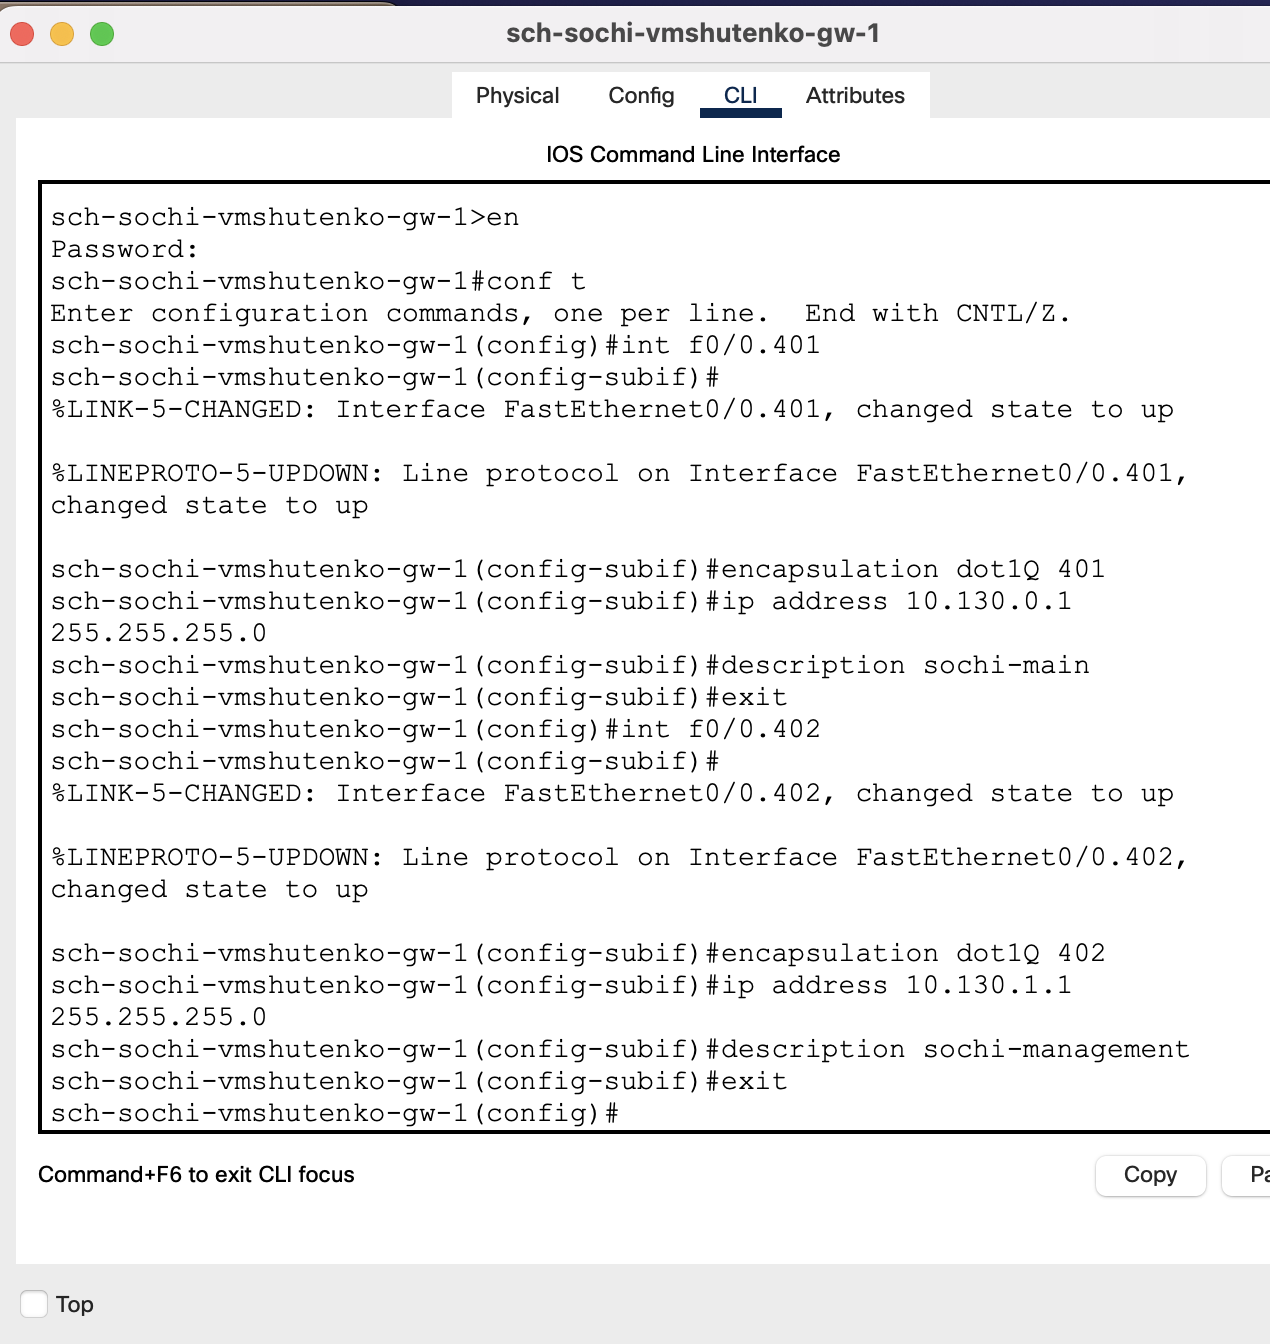 sch-sochi-vmshutenko-gw-1
Physical Config CLI Attributes
IOS Command Line Interface
sch-sochi-vmshutenko-gw-1>en
Password:
sch-sochi-vmshutenko-gw-1#conf t
Enter configuration commands, one per line.  End with CNTL/Z.
sch-sochi-vmshutenko-gw-1(config)#int f0/0.401
sch-sochi-vmshutenko-gw-1(config-subif)#
%LINK-5-CHANGED: Interface FastEthernet0/0.401, changed state to up
%LINEPROTO-5-UPDOWN: Line protocol on Interface FastEthernet0/0.401,
changed state to up
sch-sochi-vmshutenko-gw-1(config-subif)#encapsulation dot1Q 401
sch-sochi-vmshutenko-gw-1(config-subif)#ip address 10.130.0.1
255.255.255.0
sch-sochi-vmshutenko-gw-1(config-subif)#description sochi-main
sch-sochi-vmshutenko-gw-1(config-subif)#exit
sch-sochi-vmshutenko-gw-1(config)#int f0/0.402
sch-sochi-vmshutenko-gw-1(config-subif)#
%LINK-5-CHANGED: Interface FastEthernet0/0.402, changed state to up
%LINEPROTO-5-UPDOWN: Line protocol on Interface FastEthernet0/0.402,
changed state to up
sch-sochi-vmshutenko-gw-1(config-subif)#encapsulation dot1Q 402
sch-sochi-vmshutenko-gw-1(config-subif)#ip address 10.130.1.1
255.255.255.0
sch-sochi-vmshutenko-gw-1(config-subif)#description sochi-management
sch-sochi-vmshutenko-gw-1(config-subif)#exit
sch-sochi-vmshutenko-gw-1(config)#
Command+F6 to exit CLI focus
Copy
Top